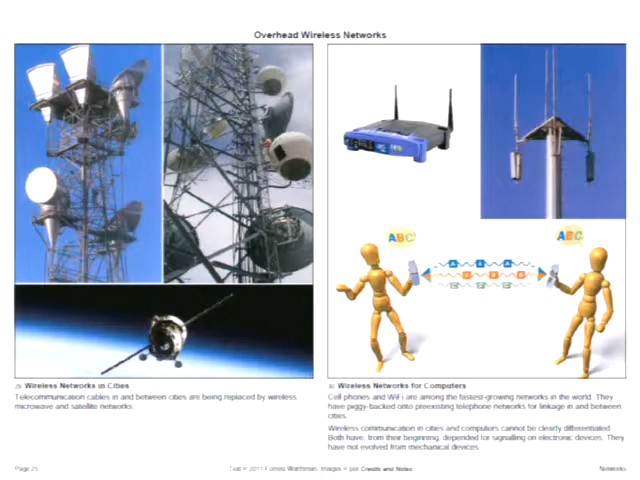 Overhead Wireless Networks
ABC
ABC
Wireless Networks in Cities
Telecommunication cables in and between cities are being replaced by wireless
microwave and satellite networks.
Wireless Networks for Computers
Cell phones and WiFi are among the fastest-growing networks in the world. They
have piggy-backed onto preexisting telephone networks for linkage in and between
cities.
Wireless communication in cities and computers cannot be clearly differentiated.
Both have, from their beginning, depended for signalling on electronic devices. They
have not evolved from mechanical devices.
Page 25
Text © 2011 Forrest Warthman. Images © per Credits and Notes
Networks